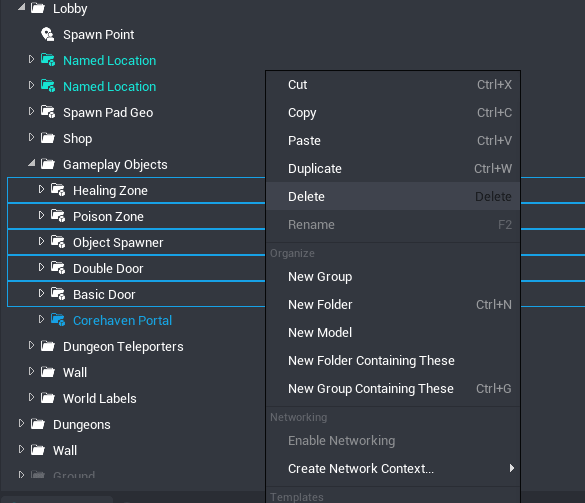 Lobby
Spawn Point
Named Location
Named Location
Spawn Pad Geo
Shop
Gameplay Objects
Healing Zone
Poison Zone
Object Spawner
Double Door
Basic Door
Corehaven Portal
Dungeon Teleporters
Wall
World Labels
Dungeons
Wall
Ground
Cut Ctrl+X
Copy Ctrl+C
Paste Ctrl+V
Duplicate Ctrl+W
Delete Delete
Rename F2
Organize
New Group
New Folder Ctrl+N
New Model
New Folder Containing These
New Group Containing These Ctrl+G
Networking
Enable Networking
Create Network Context...
Templates